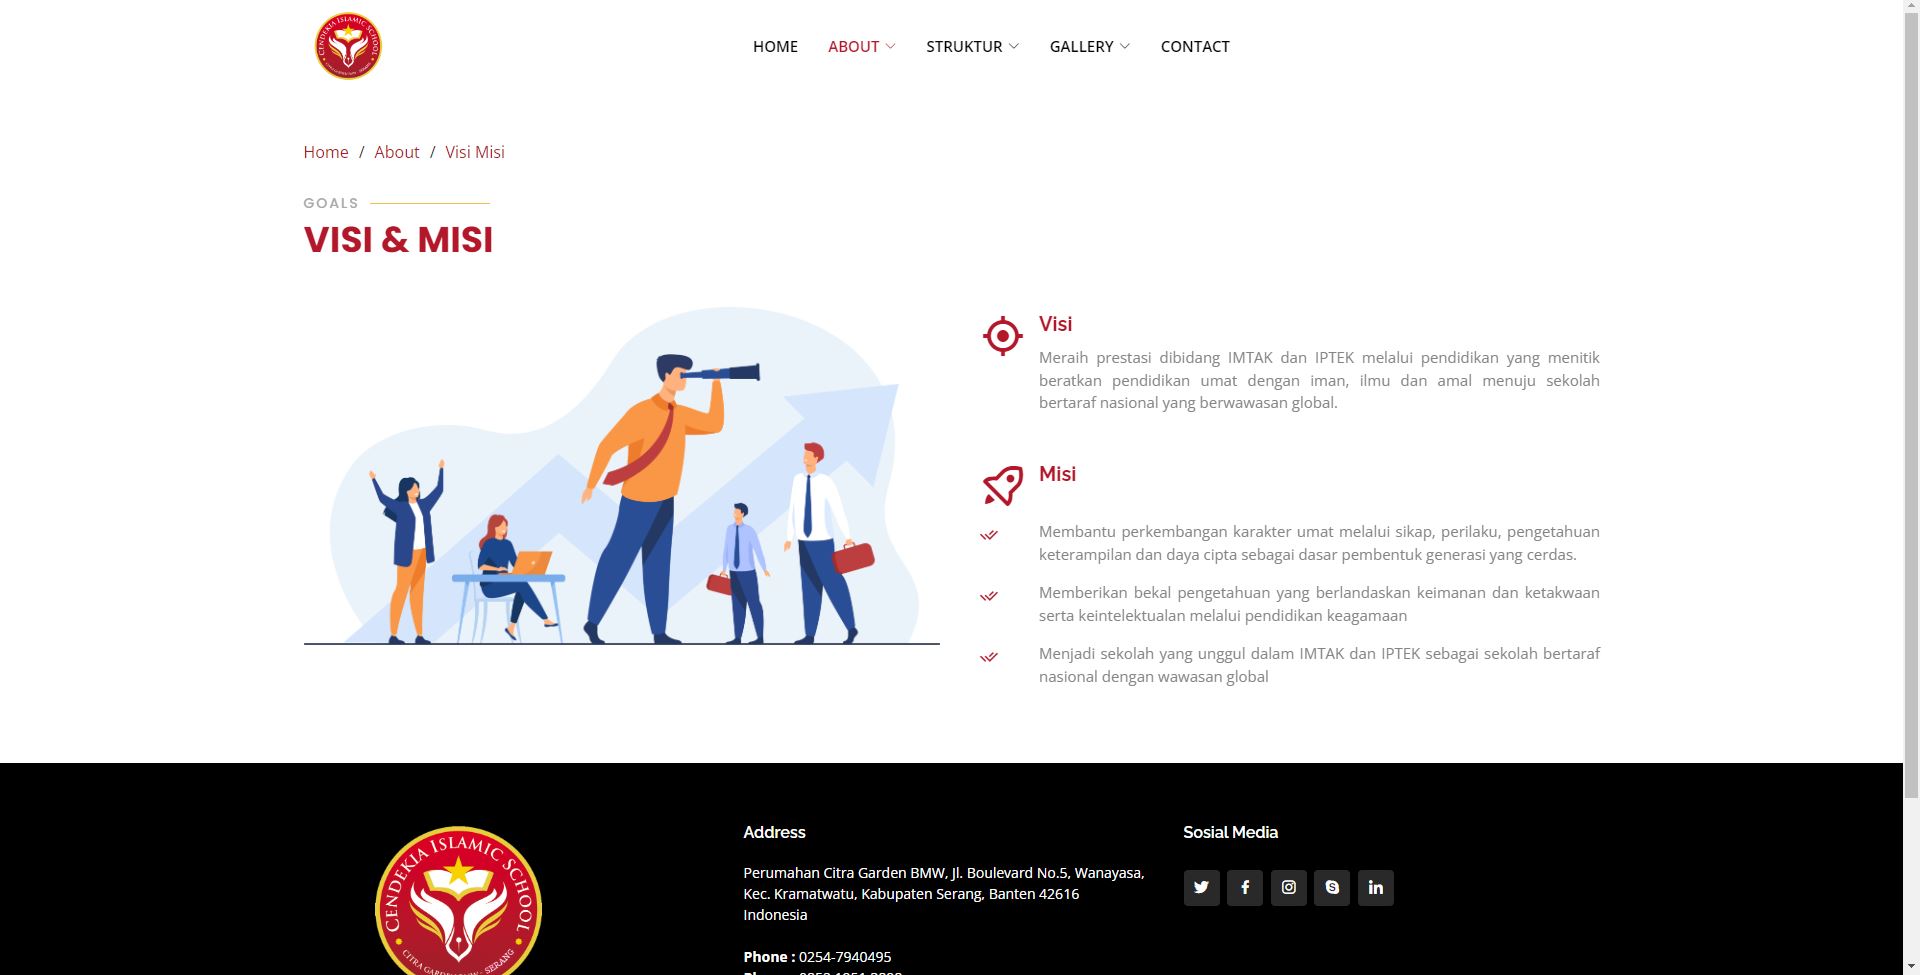 CENDEKIA ISLAMIC SCHOOL
HOME ABOUT STRUKTUR GALLERY CONTACT
Home / About / Visi Misi
GOALS
VISI & MISI
Visi
Meraih prestasi dibidang IMTAK dan IPTEK melalui pendidikan yang menitik
beratkan pendidikan umat dengan iman, ilmu dan amal menuju sekolah
bertaraf nasional yang berwawasan global.
Misi
Membantu perkembangan karakter umat melalui sikap, perilaku, pengetahuan
keterampilan dan daya cipta sebagai dasar pembentuk generasi yang cerdas.
Memberikan bekal pengetahuan yang berlandaskan keimanan dan ketakwaan
serta keintelektualan melalui pendidikan keagamaan
Menjadi sekolah yang unggul dalam IMTAK dan IPTEK sebagai sekolah bertaraf
nasional dengan wawasan global
CENDEKIA ISLAMIC SCHOOL
SERANG
Address
Perumahan Citra Garden BMW, Jl. Boulevard No.5, Wanayasa,
Kec. Kramatwatu, Kabupaten Serang, Banten 42616
Indonesia
Phone : 0254-7940495
Sosial Media